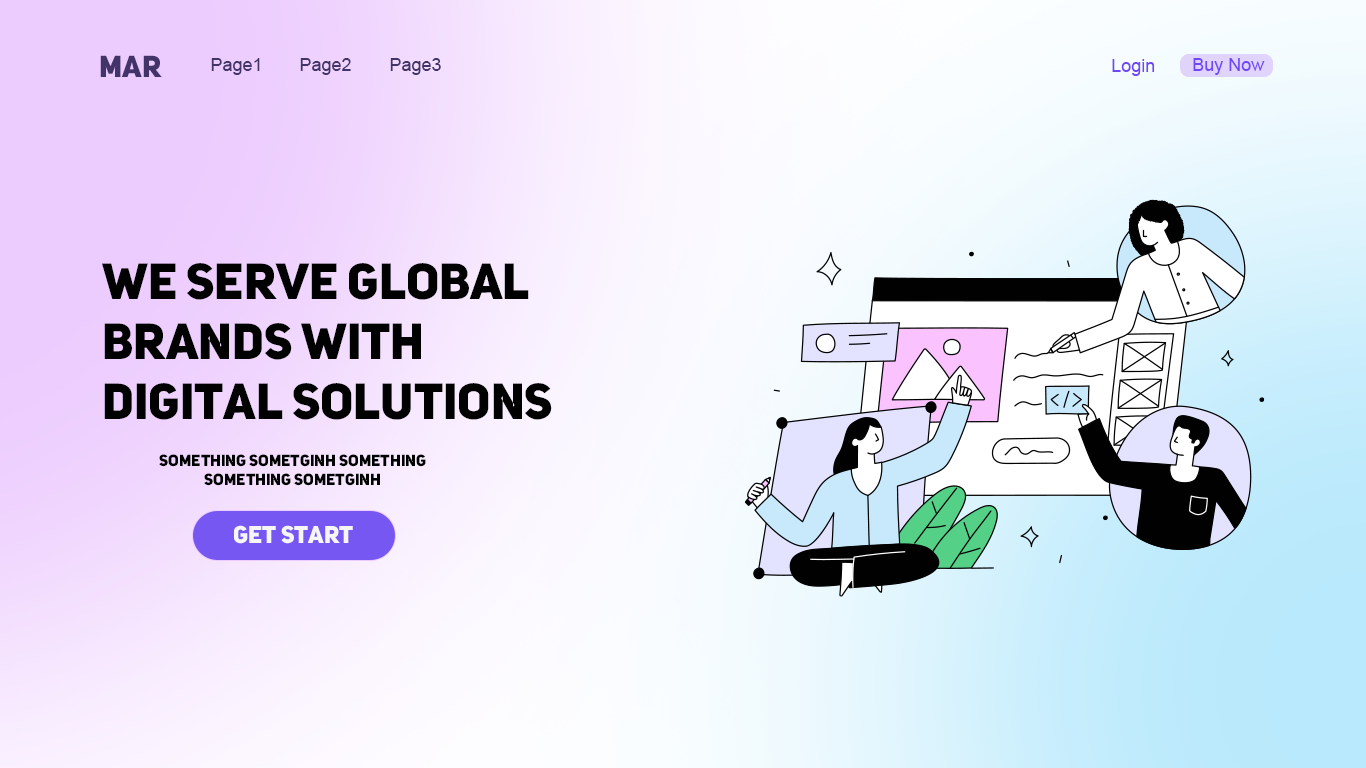 MAR Page1 Page2 Page3 Login Buy Now
WE SERVE GLOBAL
BRANDS WITH
DIGITAL SOLUTIONS
SOMETHING SOMETGINH SOMETHING
SOMETHING SOMETGINH
GET START
</>